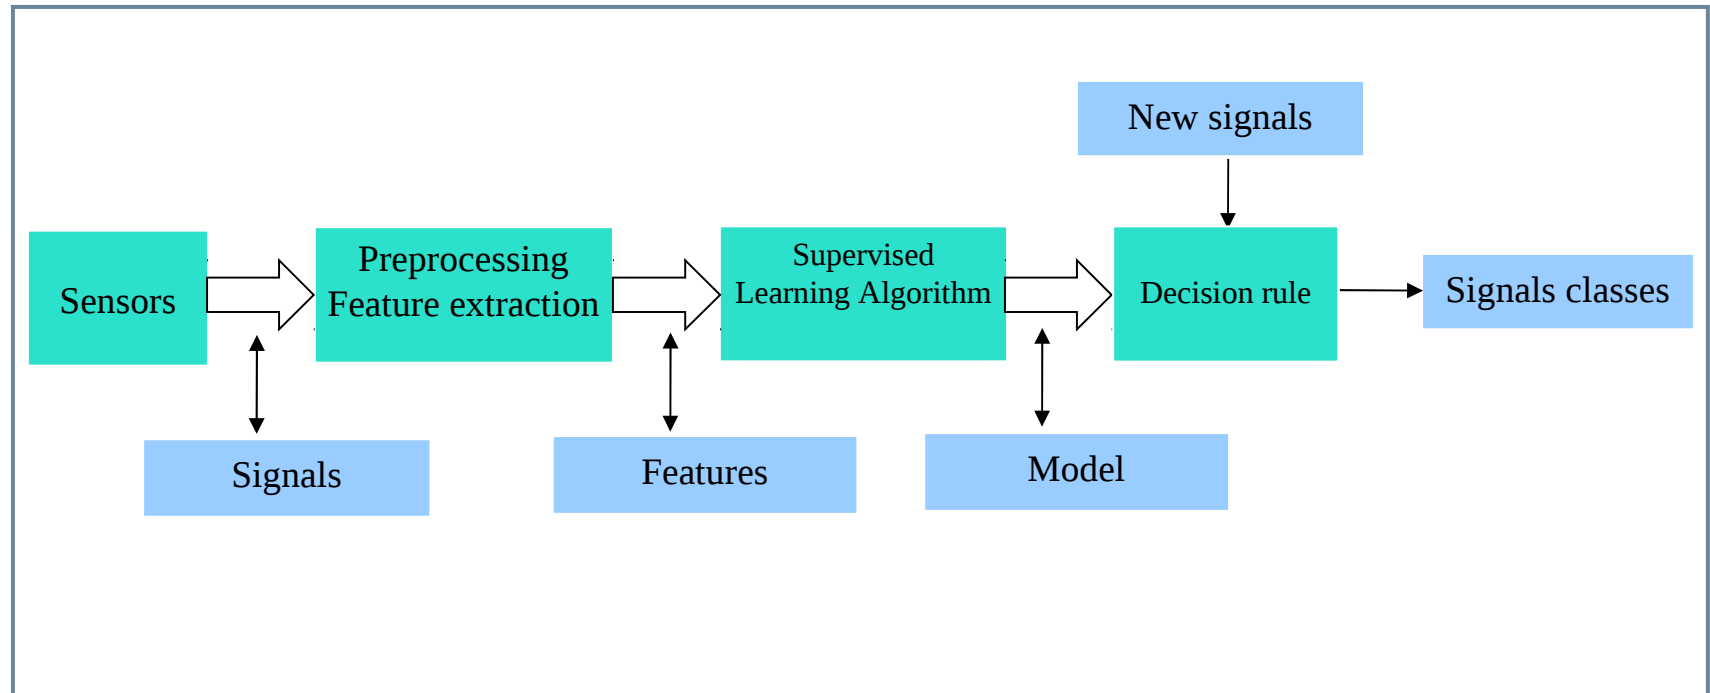 New signals
Sensors
Preprocessing
Feature extraction
Supervised
Learning Algorithm
Decision rule
Signals classes
Signals
Features
Model